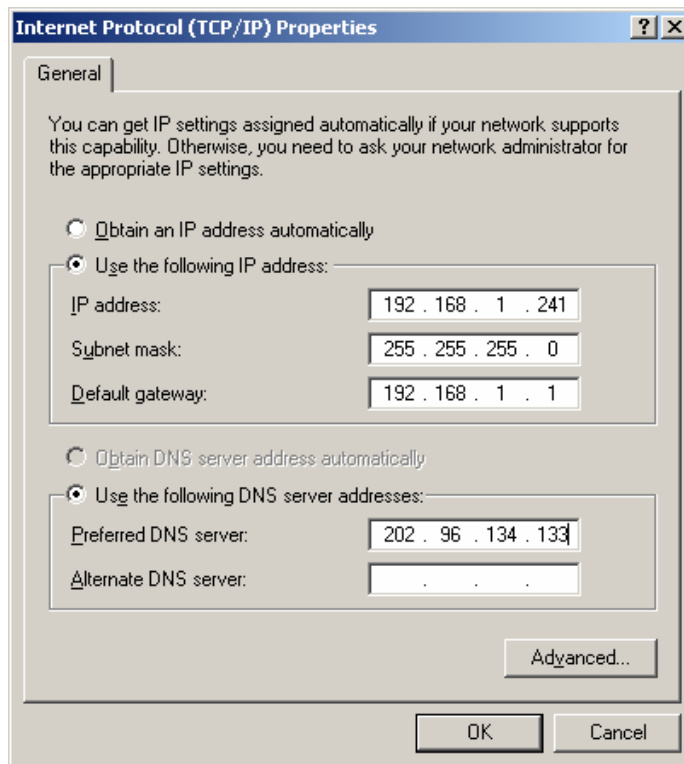 Internet Protocol (TCP/IP) Properties
General
You can get IP settings assigned automatically if your network supports
this capability. Otherwise, you need to ask your network administrator for
the appropriate IP settings.
Obtain an IP address automatically
Use the following IP address:
IP address: 192 . 168 . 1 . 241
Subnet mask: 255 . 255 . 255 . 0
Default gateway: 192 . 168 . 1 . 1
Obtain DNS server address automatically
Use the following DNS server addresses:
Preferred DNS server: 202 . 96 . 134 . 133
Alternate DNS server: . . .
Advanced...
OK Cancel